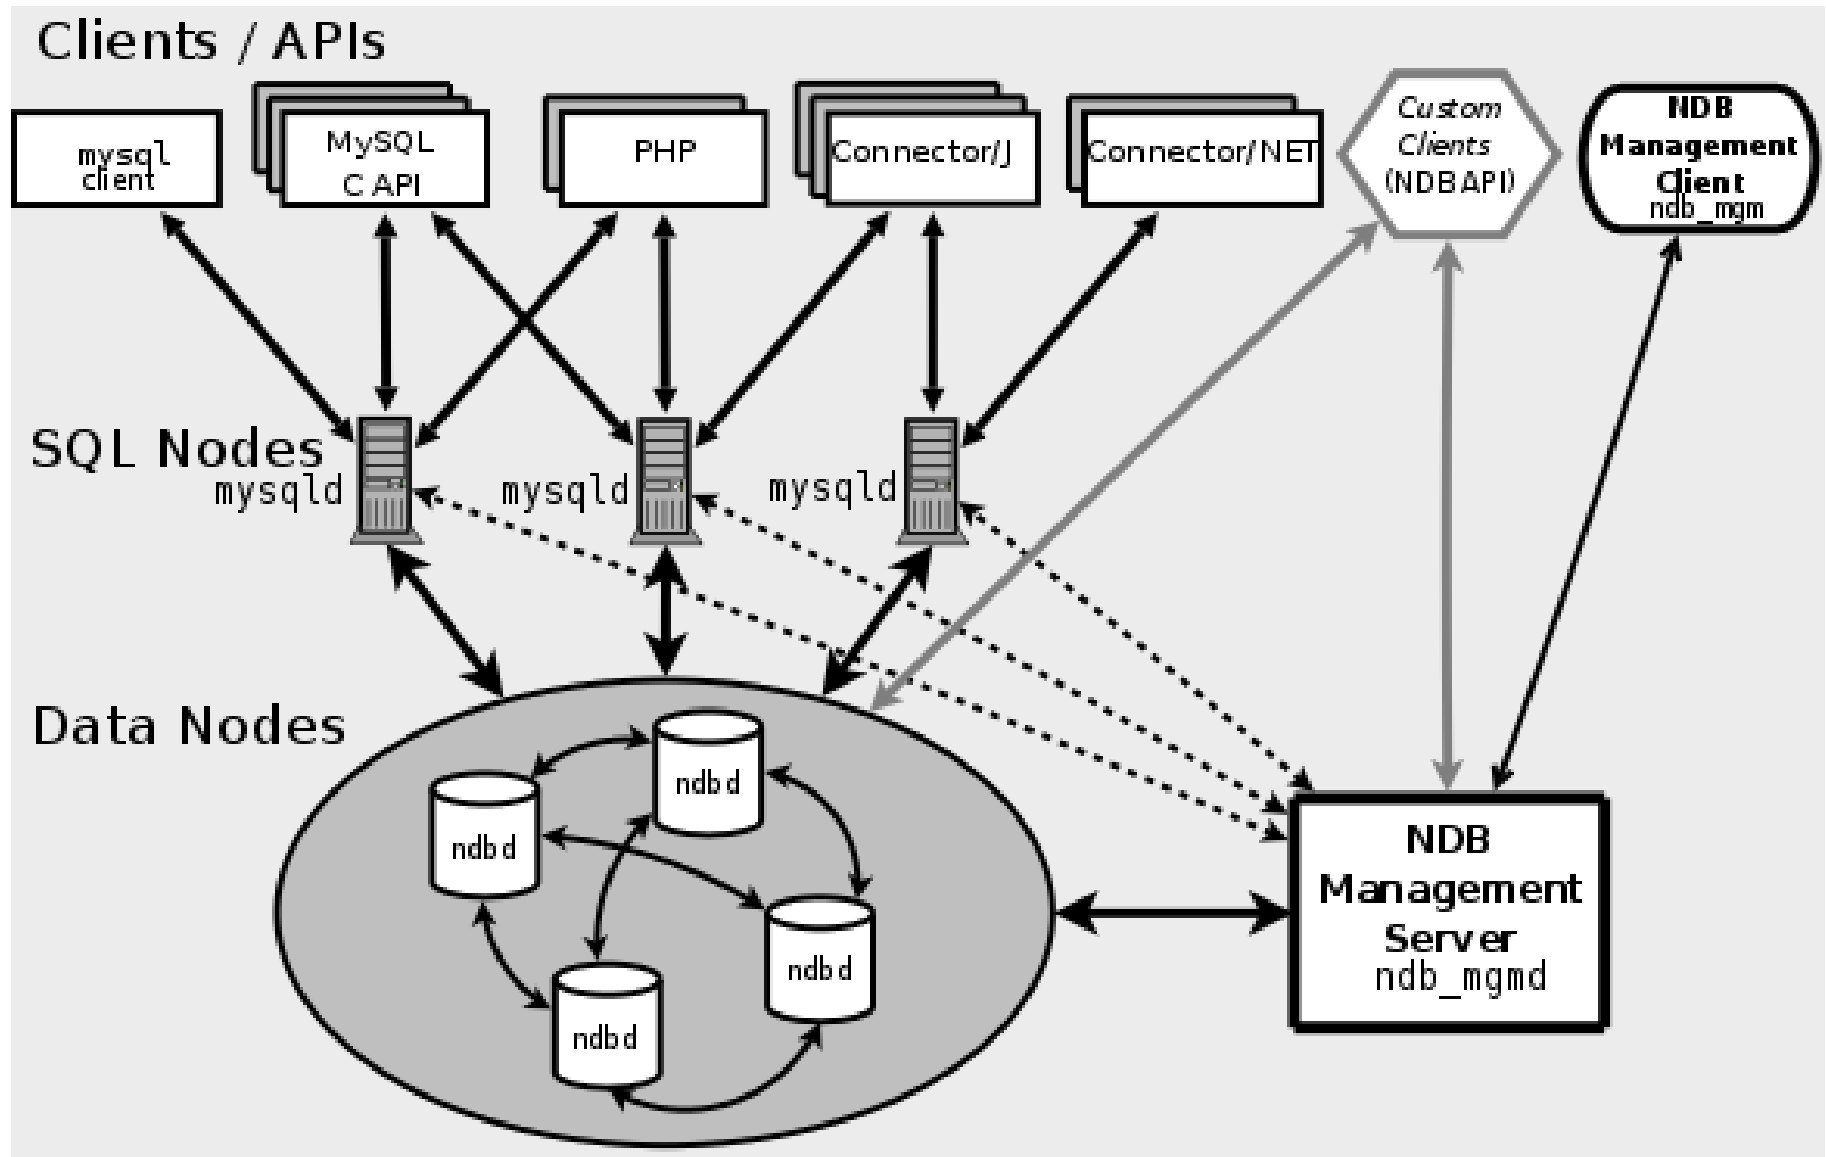 Clients / APIs
mysql
client
MySQL
C API
PHP
Connector/J
Connector/NET
Custom
Clients
(NDBAPI)
NDB
Management
Client
ndb_mgm
SQL Nodes
mysqld
mysqld
mysqld
Data Nodes
ndbd
ndbd
ndbd
ndbd
NDB
Management
Server
ndb_mgmd